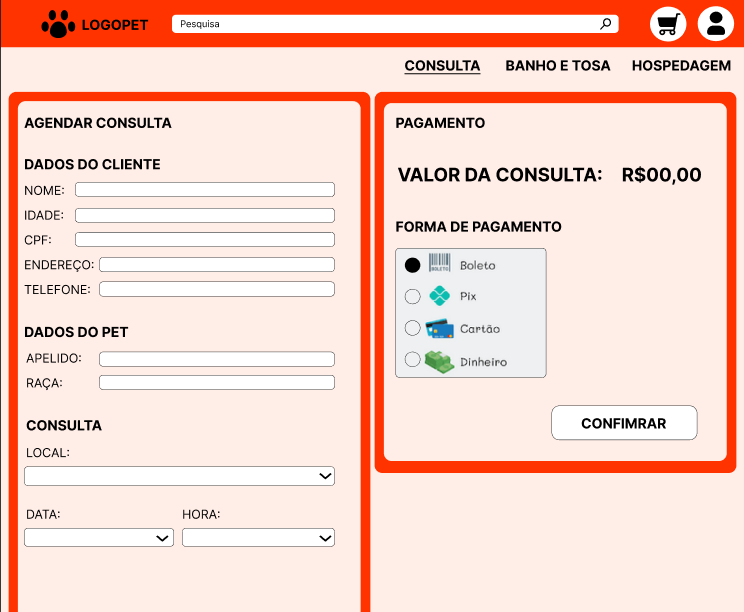 LOGOPET
Pesquisa
CONSULTA BANHO E TOSA HOSPEDAGEM
AGENDAR CONSULTA
DADOS DO CLIENTE
NOME:
IDADE:
CPF:
ENDEREÇO:
TELEFONE:
DADOS DO PET
APELIDO:
RAÇA:
CONSULTA
LOCAL:
DATA: HORA:
PAGAMENTO
VALOR DA CONSULTA: R$00,00
FORMA DE PAGAMENTO
BOLETO Boleto
Pix
Cartão
Dinheiro
CONFIMRAR